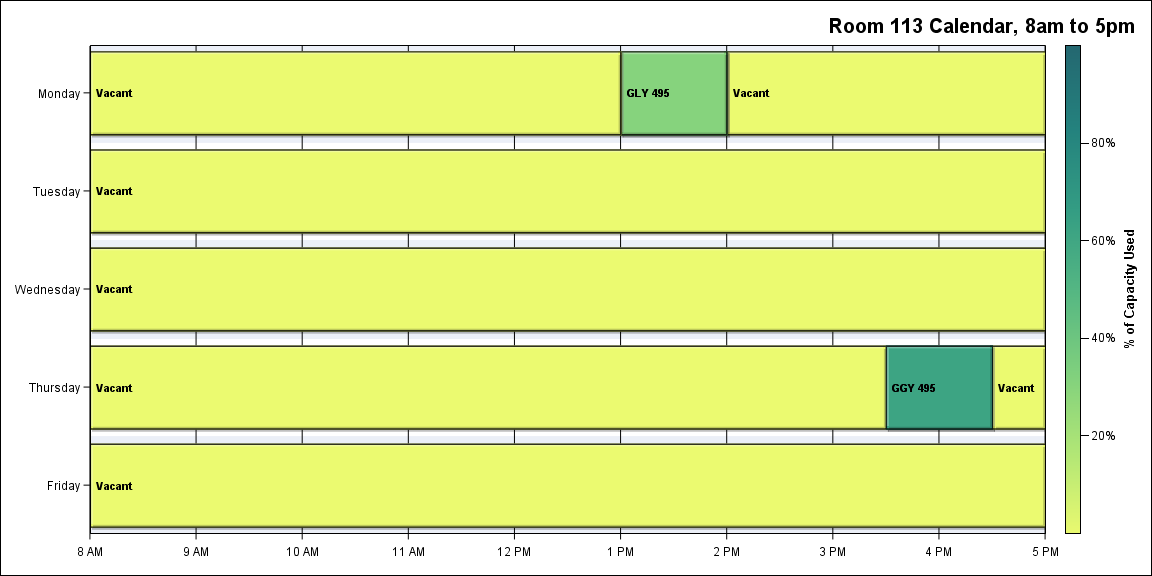 Room 113 Calendar, 8am to 5pm
Monday
Vacant
GLY 495
Vacant
Tuesday
Vacant
Wednesday
Vacant
Thursday
Vacant
GGY 495
Vacant
Friday
Vacant
8 AM 9 AM 10 AM 11 AM 12 PM 1 PM 2 PM 3 PM 4 PM 5 PM
80%
60%
40%
20%
% of Capacity Used